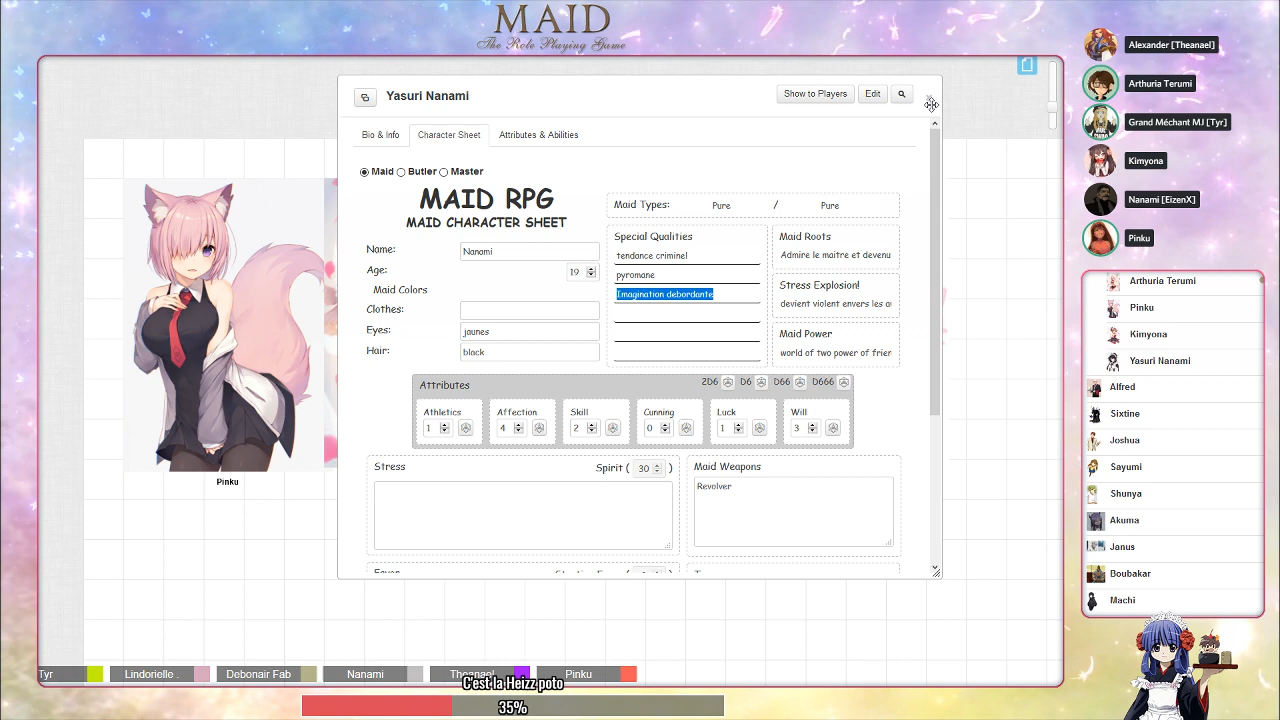 MAID
The Role Playing Game
Yasuri Nanami
Show to Players
Edit
Bio & Info
Character Sheet
Attributes & Abilities
Maid
Butler
Master
MAID RPG
MAID CHARACTER SHEET
Name:
Nanami
Age:
19
Maid Colors
Clothes:
Eyes:
jaunes
Hair:
black
Maid Types:
Pure
/
Pure
Special Qualities
tendance criminel
pyromane
Imagination debordante
Maid Roots
Admire le maitre et devenu
Stress Explosion!
devient violent envers les a
Maid Power
world of two power of frier
Attributes
2D6
D6
D66
D666
Athletics
1
Affection
4
Skill
2
Cunning
0
Luck
1
Will
3
Stress
Spirit ( 30 )
Maid Weapons
Revolver
Pinku
Tyr
Lindorielle .
Debonair Fab
Nanami
Theanael
Pinku
C'est la Heizz poto
35%
Alexander [Theanael]
Arthuria Terumi
Grand Méchant MJ [Tyr]
Kimyona
Nanami [EizenX]
Pinku
Arthuria Terumi
Pinku
Kimyona
Yasuri Nanami
Alfred
Sixtine
Joshua
Sayumi
Shunya
Akuma
Janus
Boubakar
Machi